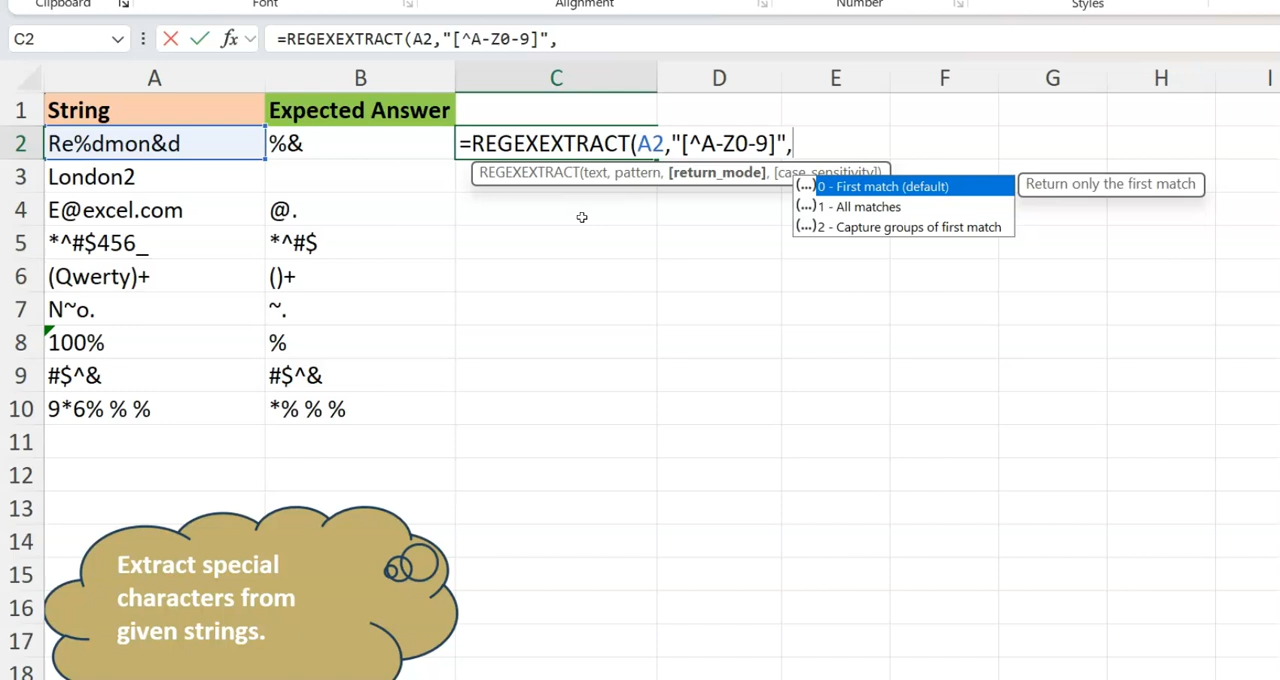 Clipboard Font Alignment Number Styles
C2 fx =REGEXEXTRACT(A2,"[^A-Z0-9]",
A B C D E F G H I
1 String Expected Answer
2 Re%dmon&d %& =REGEXEXTRACT(A2,"[^A-Z0-9]",
REGEXEXTRACT(text, pattern, [return_mode], [case_sensitivity])
(...)0 - First match (default) Return only the first match
3 London2
(...)1 - All matches
4 E@excel.com @.
(...)2 - Capture groups of first match
5 *^#$456_ *^#$
6 (Qwerty)+ ()+
7 N~o. ~.
8 100% %
9 #$^& #$^&
10 9*6% % % *% % %
11
12
13
14
15
16
17
18
Extract special
characters from
given strings.